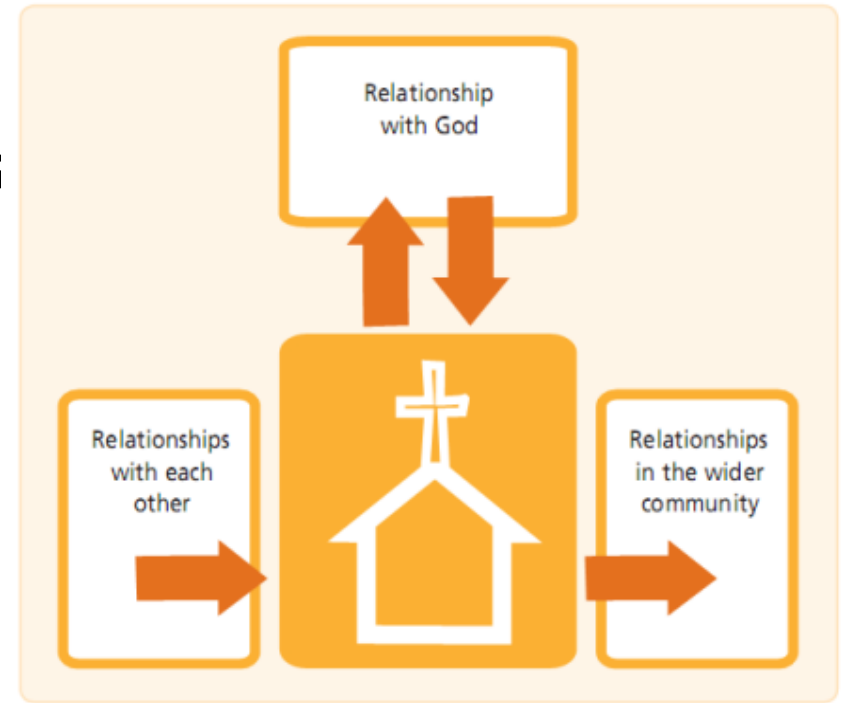 Relationship
with God
Relationships
with each
other
Relationships
in the wider
community